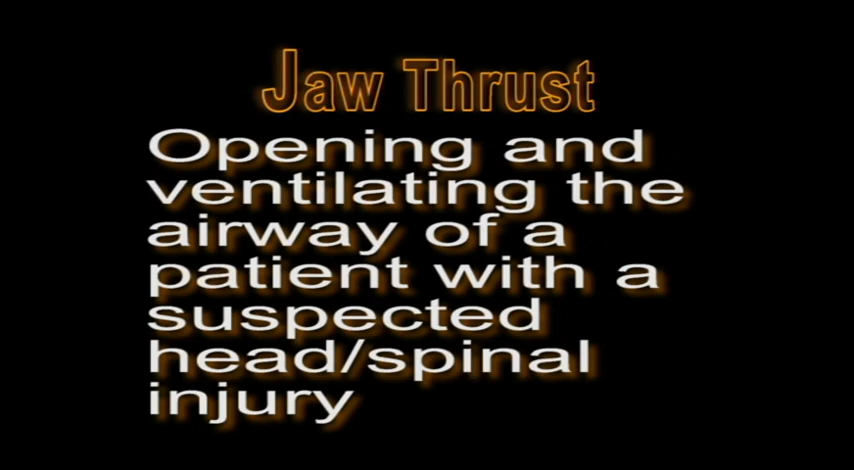 Jaw Thrust
Opening and
ventilating the
airway of a
patient with a
suspected
head/spinal
injury